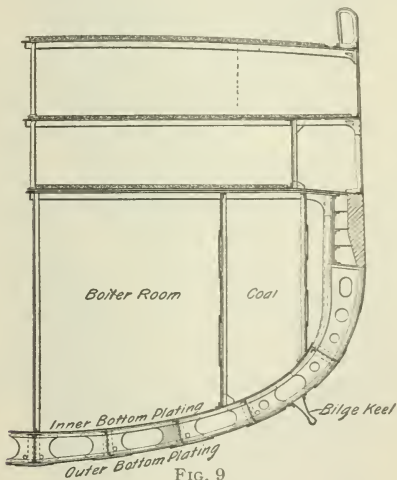 Boiler Room
Coal
Inner Bottom Plating
Bilge Keel
Outer Bottom Plating
FIG. 9